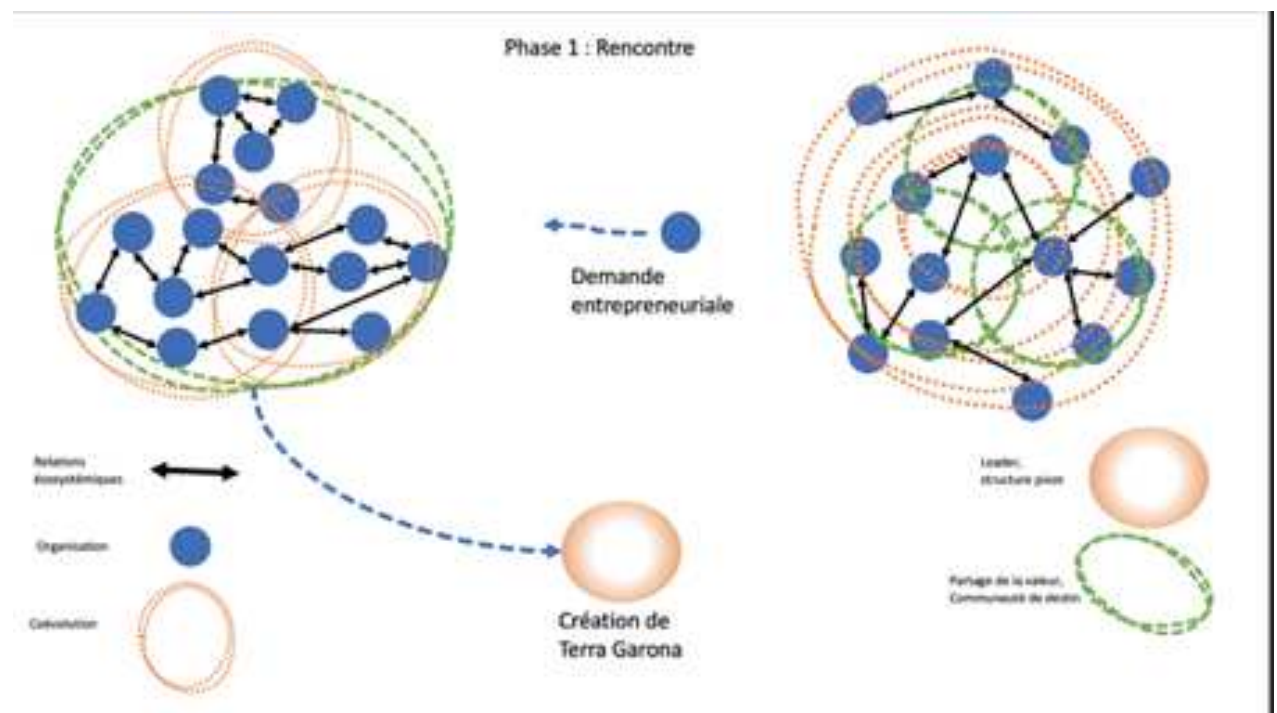 Phase 1 : Rencontre
Demande
entrepreneuriale
Relations
écosystémiques
Organisation
Coévolution
Création de
Terra Garona
Leader,
structure pivot
Partage de la valeur,
Communauté de destin